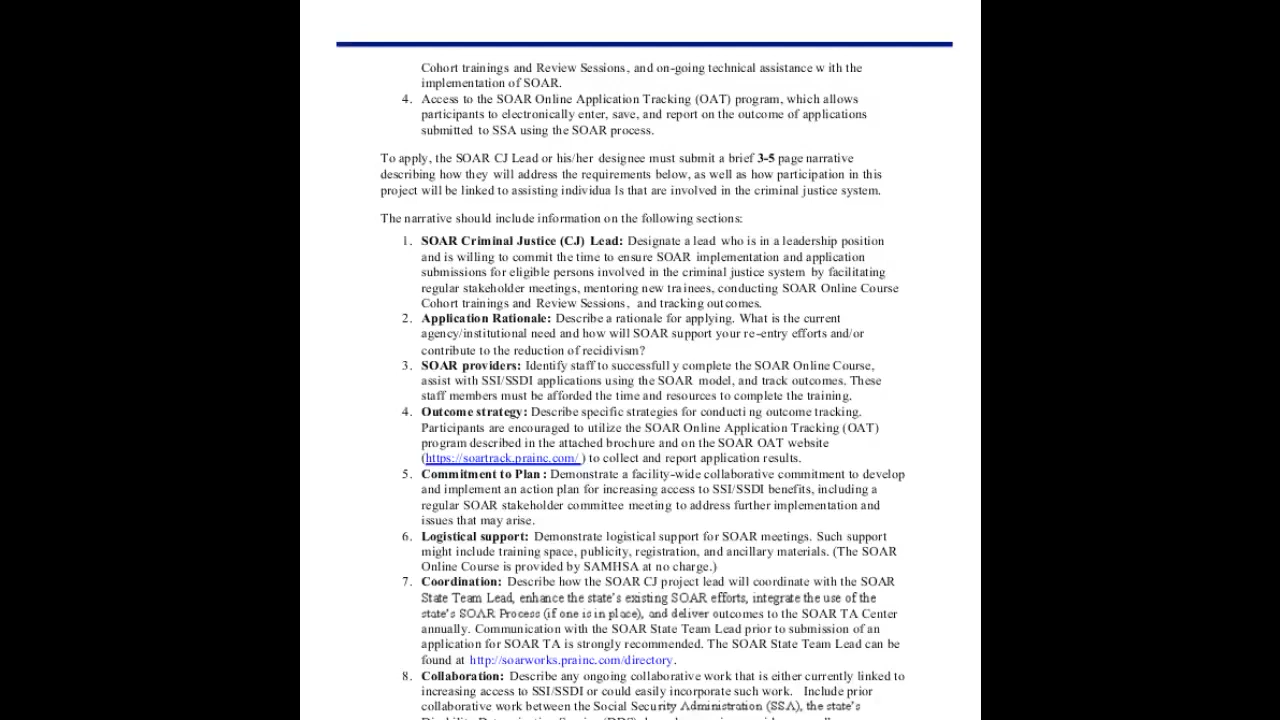 Cohort trainings and Review Sessions, and on-going technical assistance w ith the
implementation of SOAR.
4. Access to the SOAR Online Application Tracking (OAT) program, which allows
participants to electronically enter, save, and report on the outcome of applications
submitted to SSA using the SOAR process.
To apply, the SOAR CJ Lead or his/her designee must submit a brief 3-5 page narrative
describing how they will address the requirements below, as well as how participation in this
project will be linked to assisting individua ls that are involved in the criminal justice system.
The narrative should include information on the following sections:
1. SOAR Criminal Justice (CJ) Lead: Designate a lead who is in a leadership position
and is willing to commit the time to ensure SOAR implementation and application
submissions for eligible persons involved in the criminal justice system by facilitating
regular stakeholder meetings, mentoring new trainees, conducting SOAR Online Course
Cohort trainings and Review Sessions, and tracking outcomes.
2. Application Rationale: Describe a rationale for applying. What is the current
agency/institutional need and how will SOAR support your re-entry efforts and/or
contribute to the reduction of recidivism?
3. SOAR providers: Identify staff to successfull y complete the SOAR Online Course,
assist with SSI/SSDI applications using the SOAR model, and track outcomes. These
staff members must be afforded the time and resources to complete the training.
4. Outcome strategy: Describe specific strategies for conducti ng outcome tracking.
Participants are encouraged to utilize the SOAR Online Application Tracking (OAT)
program described in the attached brochure and on the SOAR OAT website
(https://soartrack.prainc.com/ ) to collect and report application results.
5. Commitment to Plan : Demonstrate a facility-wide collaborative commitment to develop
and implement an action plan for increasing access to SSI/SSDI benefits, including a
regular SOAR stakeholder committee meeting to address further implementation and
issues that may arise.
6. Logistical support: Demonstrate logistical support for SOAR meetings. Such support
might include training space, publicity, registration, and ancillary materials. (The SOAR
Online Course is provided by SAMHSA at no charge.)
7. Coordination: Describe how the SOAR CJ project lead will coordinate with the SOAR
State Team Lead, enhance the state's existing SOAR efforts, integrate the use of the
state's SOAR Process (if one is in place), and deliver outcomes to the SOAR TA Center
annually. Communication with the SOAR State Team Lead prior to submission of an
application for SOAR TA is strongly recommended. The SOAR State Team Lead can be
found at http://soarworks.prainc.com/directory.
8. Collaboration: Describe any ongoing collaborative work that is either currently linked to
increasing access to SSI/SSDI or could easily incorporate such work. Include prior
collaborative work between the Social Security Administration (SSA), the state's